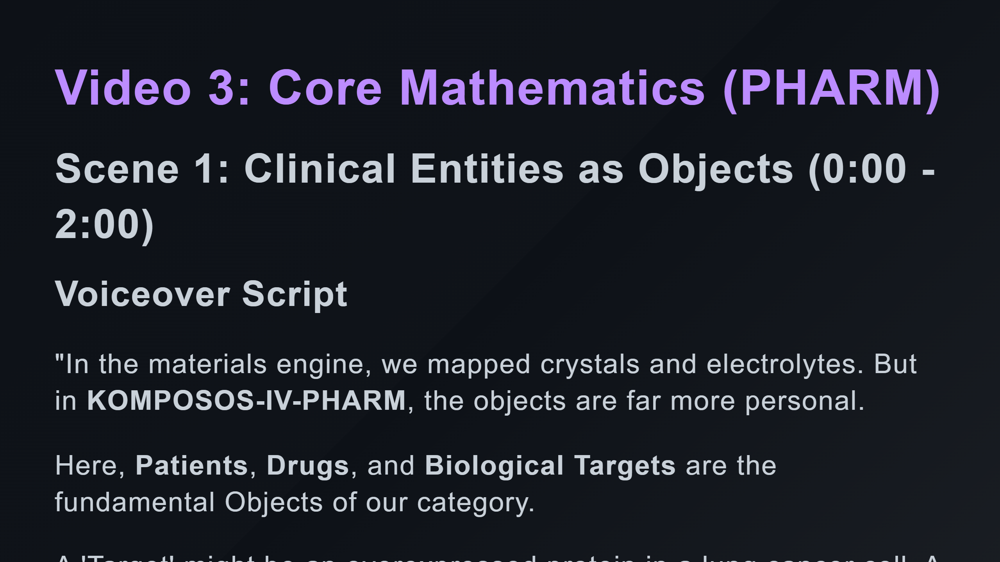 Video 3: Core Mathematics (PHARM)
Scene 1: Clinical Entities as Objects (0:00 -
2:00)
Voiceover Script
"In the materials engine, we mapped crystals and electrolytes. But
in KOMPOSOS-IV-PHARM, the objects are far more personal.
Here, Patients, Drugs, and Biological Targets are the
fundamental Objects of our category.
A 'Target' might be an overexpressed protein in a lung cancer cell. A